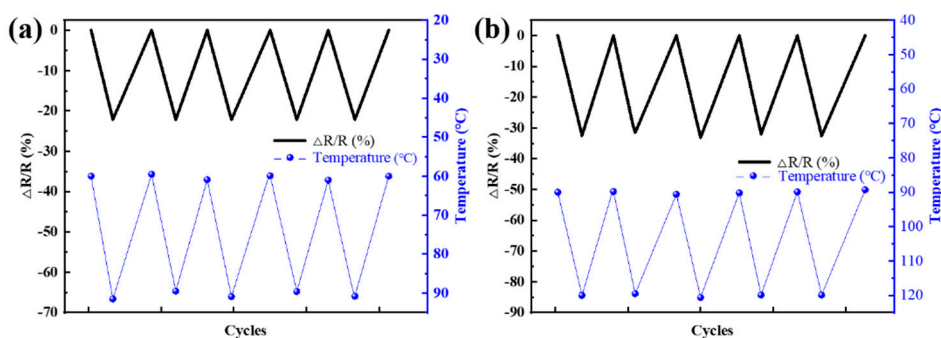 (a)
0
-10
-20
-30
-40
-50
-60
-70
△R/R (%)
20
30
40
50
60
70
80
90
Temperature (℃)
△R/R (%)
Temperature (℃)
Cycles
(b)
0
-10
-20
-30
-40
-50
-60
-70
-80
-90
△R/R (%)
40
50
60
70
80
90
100
110
120
Temperature (℃)
△R/R (%)
Temperature (℃)
Cycles